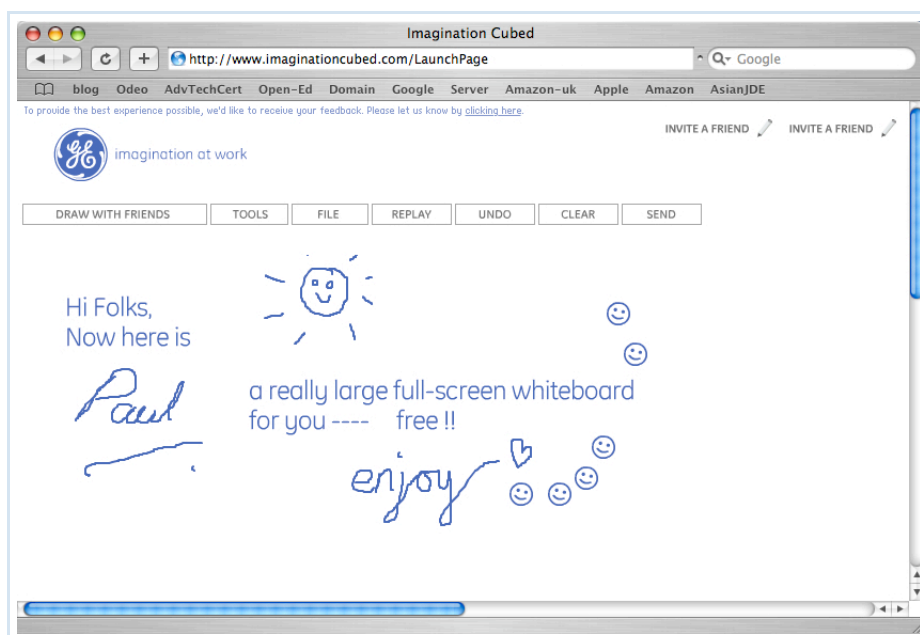 Imagination Cubed
http://www.imaginationcubed.com/LaunchPage
Google
blog Odeo AdvTechCert Open-Ed Domain Google Server Amazon-uk Apple Amazon AsianJDE
To provide the best experience possible, we'd like to receive your feedback. Please let us know by clicking here.
INVITE A FRIEND INVITE A FRIEND
GE imagination at work
DRAW WITH FRIENDS TOOLS FILE REPLAY UNDO CLEAR SEND
Hi Folks,
Now here is
Paul
a really large full-screen whiteboard
for you ---- free !!
enjoy